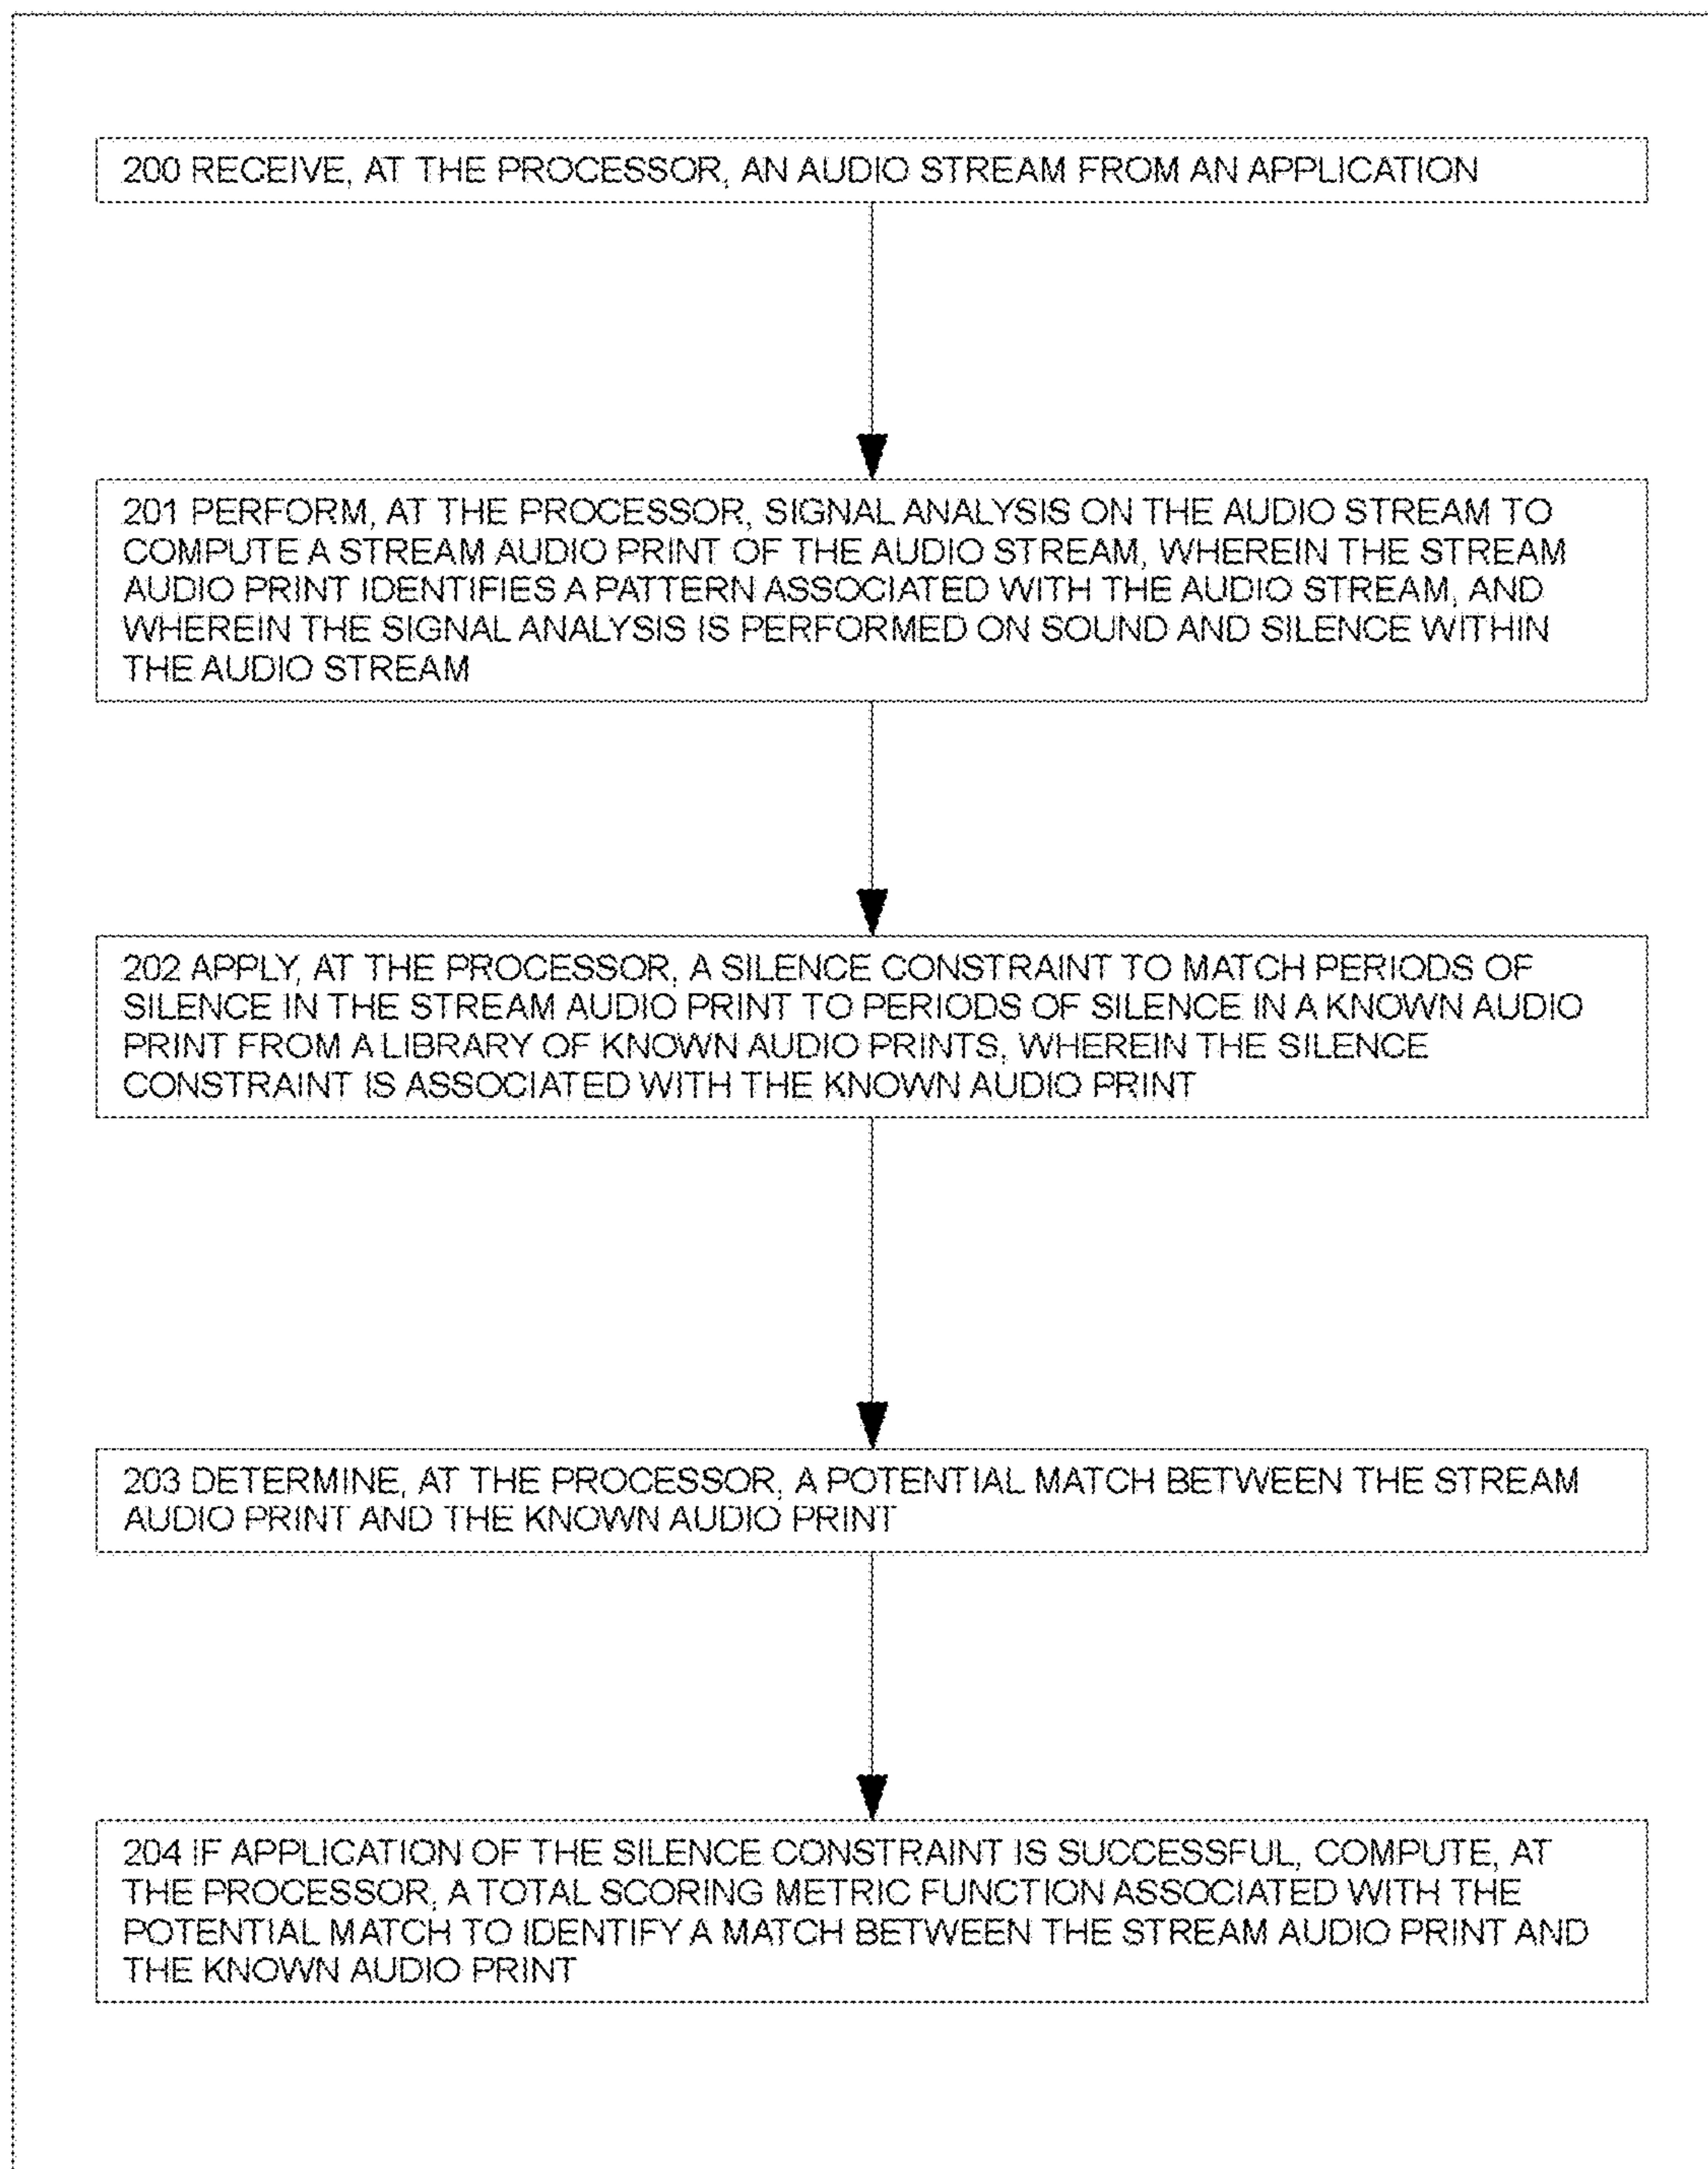 200 RECEIVE, AT THE PROCESSOR, AN AUDIO STREAM FROM AN APPLICATION
201 PERFORM, AT THE PROCESSOR, SIGNAL ANALYSIS ON THE AUDIO STREAM TO
COMPUTE A STREAM AUDIO PRINT OF THE AUDIO STREAM, WHEREIN THE STREAM
AUDIO PRINT IDENTIFIES A PATTERN ASSOCIATED WITH THE AUDIO STREAM, AND
WHEREIN THE SIGNAL ANALYSIS IS PERFORMED ON SOUND AND SILENCE WITHIN
THE AUDIO STREAM
202 APPLY, AT THE PROCESSOR, A SILENCE CONSTRAINT TO MATCH PERIODS OF
SILENCE IN THE STREAM AUDIO PRINT TO PERIODS OF SILENCE IN A KNOWN AUDIO
PRINT FROM A LIBRARY OF KNOWN AUDIO PRINTS, WHEREIN THE SILENCE
CONSTRAINT IS ASSOCIATED WITH THE KNOWN AUDIO PRINT
203 DETERMINE, AT THE PROCESSOR, A POTENTIAL MATCH BETWEEN THE STREAM
AUDIO PRINT AND THE KNOWN AUDIO PRINT
204 IF APPLICATION OF THE SILENCE CONSTRAINT IS SUCCESSFUL, COMPUTE, AT
THE PROCESSOR, A TOTAL SCORING METRIC FUNCTION ASSOCIATED WITH THE
POTENTIAL MATCH TO IDENTIFY A MATCH BETWEEN THE STREAM AUDIO PRINT AND
THE KNOWN AUDIO PRINT